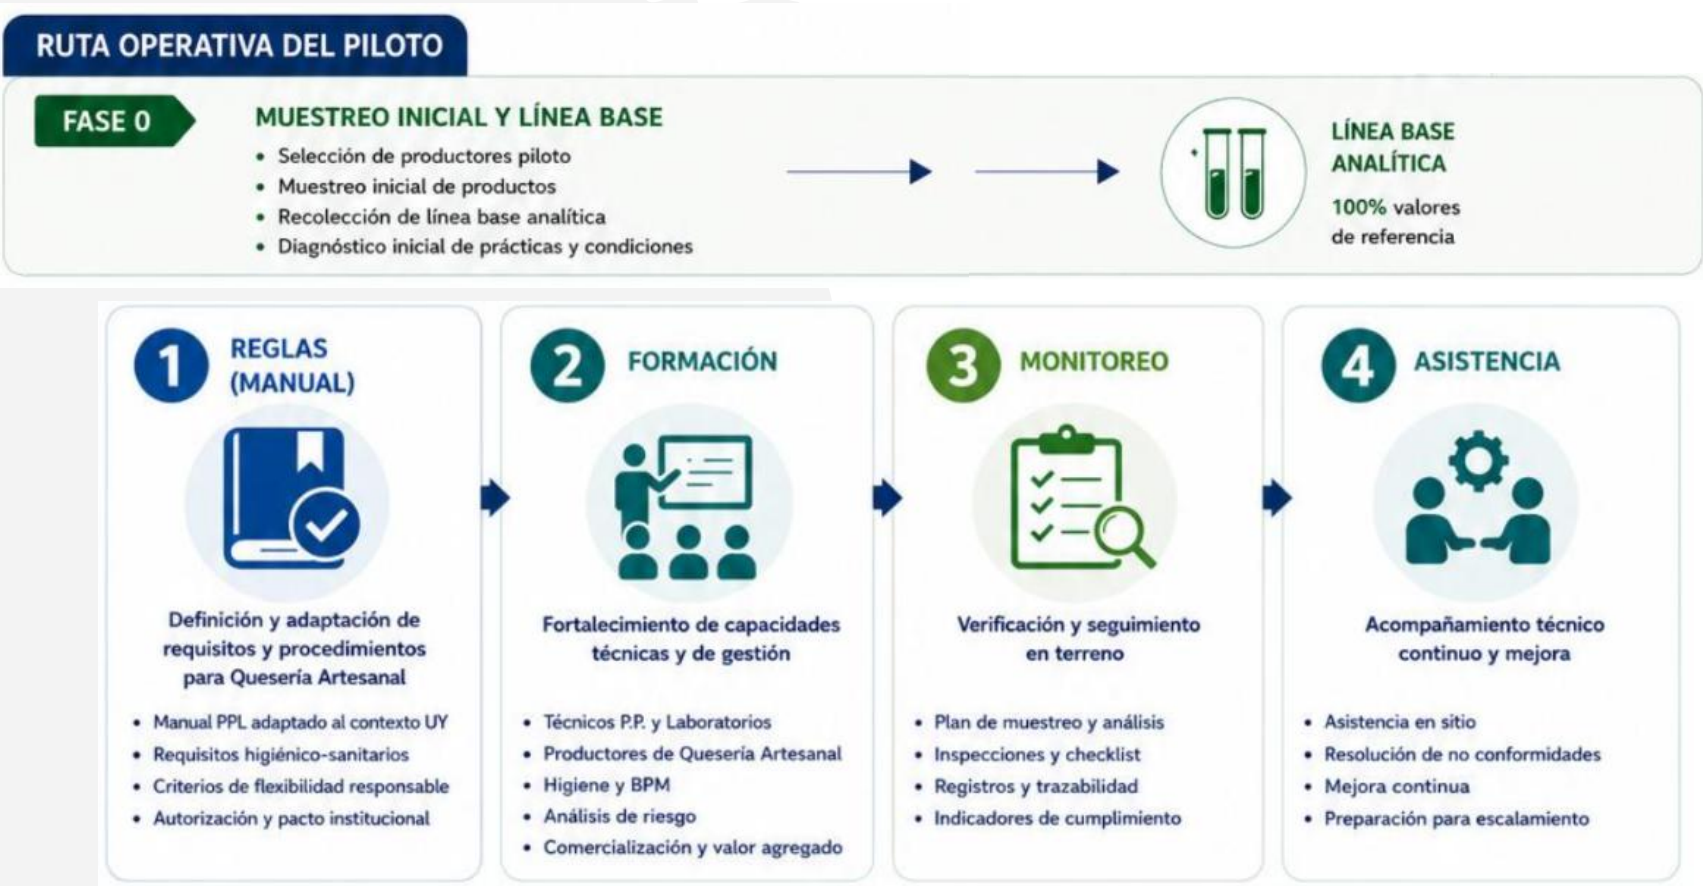 RUTA OPERATIVA DEL PILOTO
FASE 0
MUESTREO INICIAL Y LÍNEA BASE
• Selección de productores piloto
• Muestreo inicial de productos
• Recolección de línea base analítica
• Diagnóstico inicial de prácticas y condiciones
LÍNEA BASE
ANALÍTICA
100% valores
de referencia
1
REGLAS
(MANUAL)
Definición y adaptación de
requisitos y procedimientos
para Quesería Artesanal
• Manual PPL adaptado al contexto UY
• Requisitos higiénico-sanitarios
• Criterios de flexibilidad responsable
• Autorización y pacto institucional
2
FORMACIÓN
Fortalecimiento de capacidades
técnicas y de gestión
• Técnicos P.P. y Laboratorios
• Productores de Quesería Artesanal
• Higiene y BPM
• Análisis de riesgo
• Comercialización y valor agregado
3
MONITOREO
Verificación y seguimiento
en terreno
• Plan de muestreo y análisis
• Inspecciones y checklist
• Registros y trazabilidad
• Indicadores de cumplimiento
4
ASISTENCIA
Acompañamiento técnico
continuo y mejora
• Asistencia en sitio
• Resolución de no conformidades
• Mejora continua
• Preparación para escalamiento